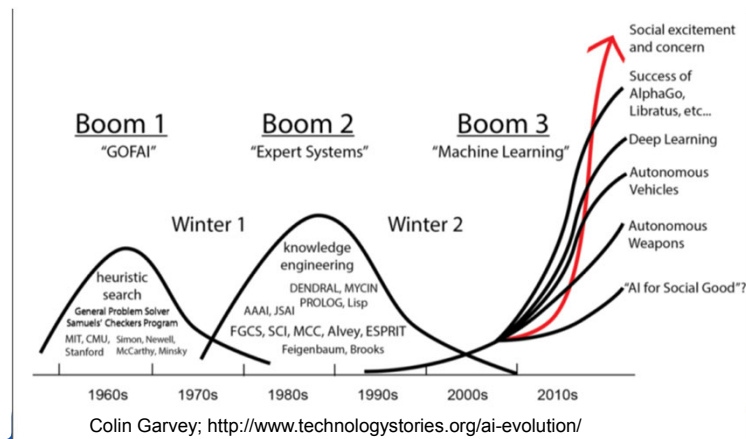 Boom 1
"GOFAI"
Boom 2
"Expert Systems"
Boom 3
"Machine Learning"
Winter 1
Winter 2
heuristic
search
General Problem Solver
Samuels' Checkers Program
MIT, CMU,
Stanford
Simon, Newell,
McCarthy, Minsky
knowledge
engineering
DENDRAL, MYCIN
PROLOG, Lisp
AAAI, JSAI
FGCS, SCI, MCC, Alvey, ESPRIT
Feigenbaum, Brooks
Social excitement
and concern
Success of
AlphaGo,
Libratus, etc...
Deep Learning
Autonomous
Vehicles
Autonomous
Weapons
"AI for Social Good"?
1960s
1970s
1980s
1990s
2000s
2010s
Colin Garvey; http://www.technologystories.org/ai-evolution/